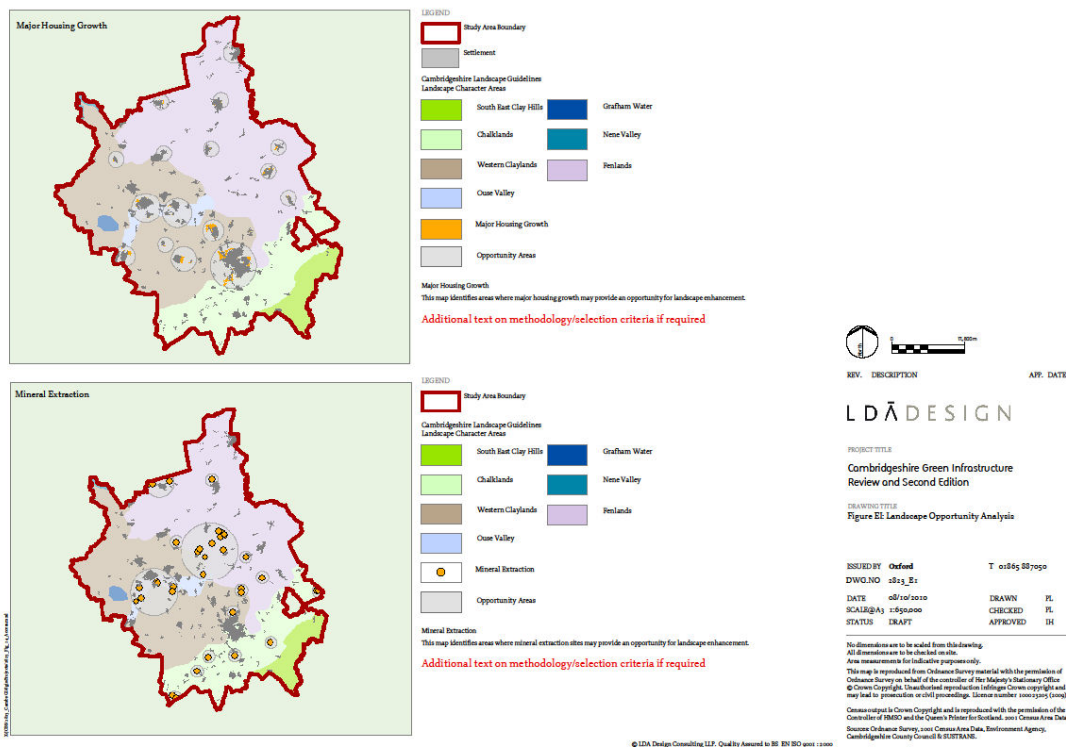 Major Housing Growth
LEGEND
Study Area Boundary
Settlement
Cambridgeshire Landscape Guidelines
Landscape Character Areas
South East Clay Hills
Grafham Water
Chalklands
Nene Valley
Western Claylands
Fenlands
Ouse Valley
Major Housing Growth
Opportunity Areas
Major Housing Growth
This map identifies areas where major housing growth may provide an opportunity for landscape enhancement.
Additional text on methodology/selection criteria if required
Mineral Extraction
LEGEND
Study Area Boundary
Cambridgeshire Landscape Guidelines
Landscape Character Areas
South East Clay Hills
Grafham Water
Chalklands
Nene Valley
Western Claylands
Fenlands
Ouse Valley
Mineral Extraction
Opportunity Areas
Mineral Extraction
This map identifies areas where mineral extraction sites may provide an opportunity for landscape enhancement.
Additional text on methodology/selection criteria if required
North
0
REV. DESCRIPTION APP. DATE
LDĀDESIGN
PROJECT TITLE
Cambridgeshire Green Infrastructure
Review and Second Edition
DRAWING TITLE
Figure E1: Landscape Opportunity Analysis
ISSUED BY Oxford T 01865 887050
DWG.NO 2823_E1
DATE 08/10/2010 DRAWN PL
SCALE@A3 1:650,000 CHECKED PL
STATUS DRAFT APPROVED IH
No dimensions are to be scaled from this drawing.
All dimensions are to be checked on site.
Area measurements for indicative purposes only.
This map is reproduced from Ordnance Survey material with the permission of
Ordnance Survey on behalf of the controller of Her Majesty's Stationary Office
© Crown Copyright. Unauthorised reproduction infringes Crown copyright and
may lead to prosecution or civil proceedings. Licence number (2009)
Census output is Crown Copyright and is reproduced with the permission of the
Controller of HMSO and the Queen's Printer for Scotland. 2001 Census Area Data
Sources: Ordnance Survey, 2001 Census Area Data, Environment Agency,
Cambridgeshire County Council & SUSTRANS.
© LDA Design Consulting LLP. Quality Assured to BS EN ISO 9001 : 2000